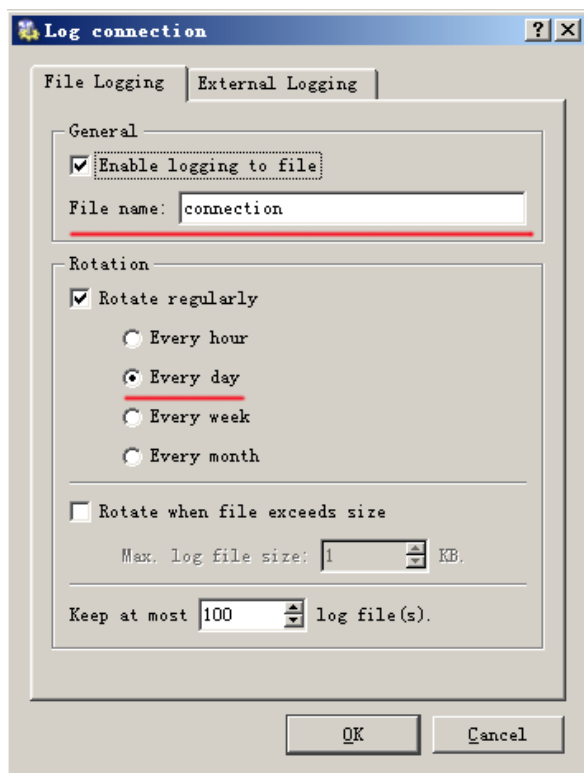 Log connection
File Logging
External Logging
General
Enable logging to file
File name: connection
Rotation
Rotate regularly
Every hour
Every day
Every week
Every month
Rotate when file exceeds size
Max. log file size: 1 KB.
Keep at most 100 log file(s).
OK
Cancel